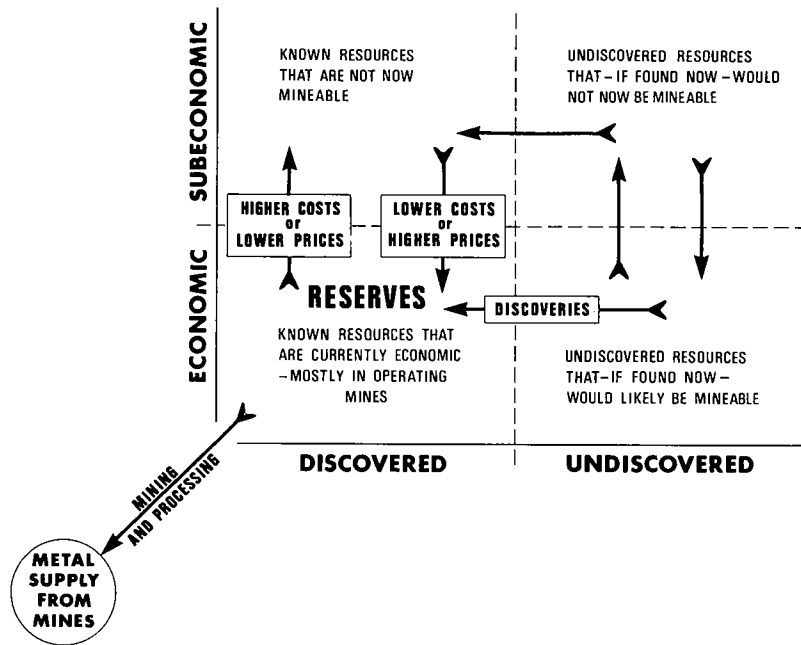 SUBECONOMIC
KNOWN RESOURCES
THAT ARE NOT NOW
MINEABLE
UNDISCOVERED RESOURCES
THAT–IF FOUND NOW–WOULD
NOT NOW BE MINEABLE
HIGHER COSTS
or
LOWER PRICES
LOWER COSTS
or
HIGHER PRICES
ECONOMIC
RESERVES
DISCOVERIES
KNOWN RESOURCES THAT
ARE CURRENTLY ECONOMIC
–MOSTLY IN OPERATING
MINES
UNDISCOVERED RESOURCES
THAT–IF FOUND NOW–
WOULD LIKELY BE MINEABLE
DISCOVERED
UNDISCOVERED
MINING
AND PROCESSING
METAL
SUPPLY
FROM
MINES